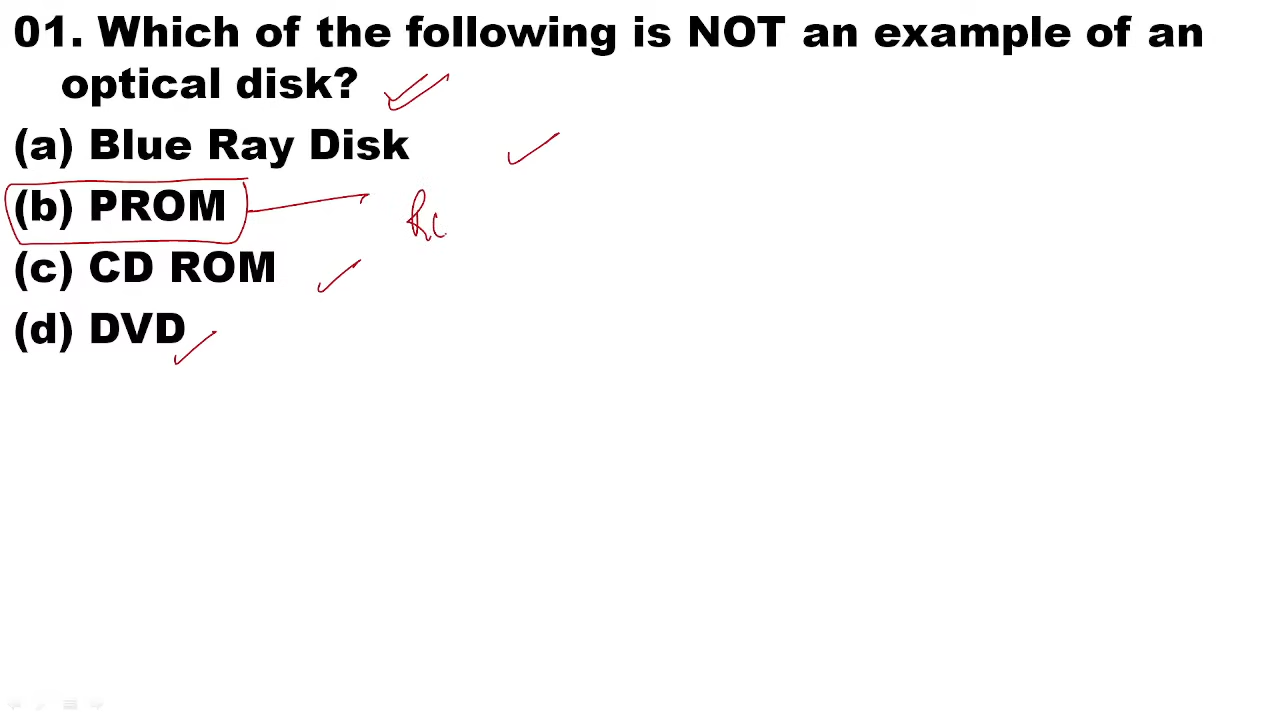 01. Which of the following is NOT an example of an
optical disk?
(a) Blue Ray Disk
(b) PROM
Ro
(c) CD ROM
(d) DVD